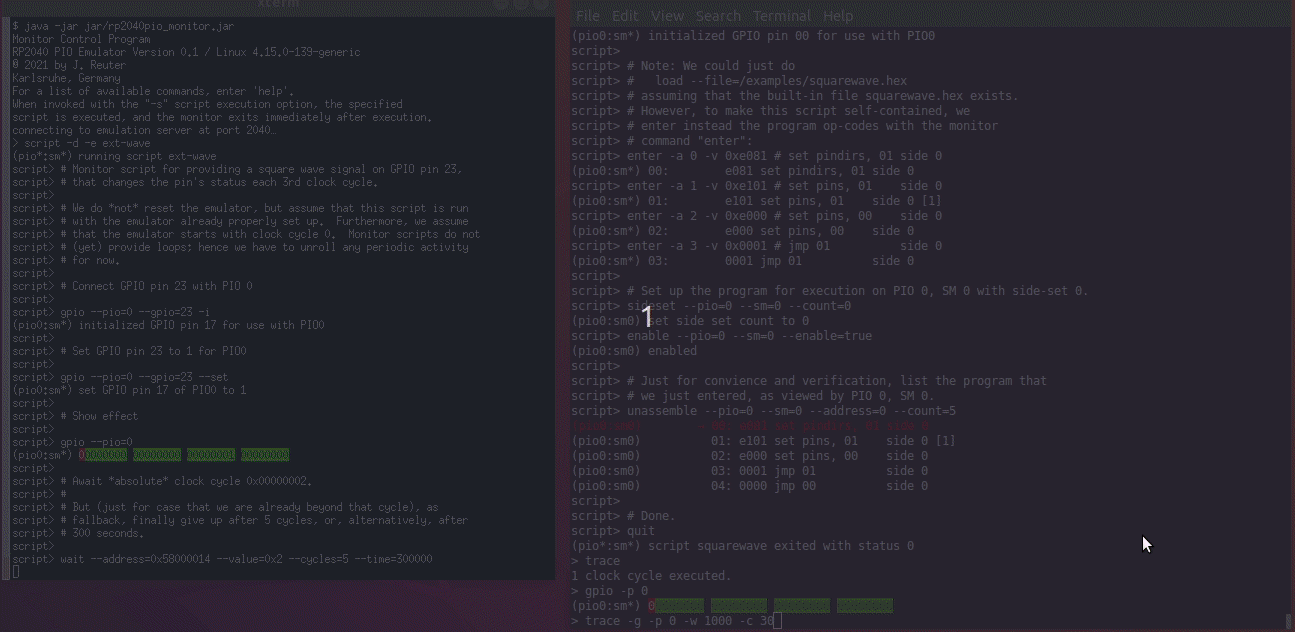 xterm
$ java -jar jar/rp2040pio_monitor.jar
Monitor Control Program
RP2040 PIO Emulator Version 0.1 / Linux 4.15.0-139-generic
© 2021 by J. Reuter
Karlsruhe, Germany
For a list of available commands, enter 'help'.
When invoked with the "-s" script execution option, the specified
script is executed, and the monitor exits immediately after execution.
connecting to emulation server at port 2040…
> script -d -e ext-wave
(pio*:sm*) running script ext-wave
script> # Monitor script for providing a square wave signal on GPIO pin 23,
script> # that changes the pin's status each 3rd clock cycle.
script>
script> # We do *not* reset the emulator, but assume that this script is run
script> # with the emulator already properly set up.  Furthermore, we assume
script> # that the emulator starts with clock cycle 0.  Monitor scripts do not
script> # (yet) provide loops; hence we have to unroll any periodic activity
script> # for now.
script>
script> # Connect GPIO pin 23 with PIO 0
script>
script> gpio --pio=0 --gpio=23 -i
(pio0:sm*) initialized GPIO pin 17 for use with PIO0
script>
script> # Set GPIO pin 23 to 1 for PIO0
script>
script> gpio --pio=0 --gpio=23 --set
(pio0:sm*) set GPIO pin 17 of PIO0 to 1
script>
script> # Show effect
script>
script> gpio --pio=0
(pio0:sm*) 00000000 00000000 00000001 00000000
script>
script> # Await *absolute* clock cycle 0x00000002.
script> #
script> # But (just for case that we are already beyond that cycle), as
script> # fallback, finally give up after 5 cycles, or, alternatively, after
script> # 300 seconds.
script>
script> wait --address=0x58000014 --value=0x2 --cycles=5 --time=300000
File Edit View Search Terminal Help
(pio0:sm*) initialized GPIO pin 00 for use with PIO0
script>
script> # Note: We could just do
script> #   load --file=/examples/squarewave.hex
script> # assuming that the built-in file squarewave.hex exists.
script> # However, to make this script self-contained, we
script> # enter instead the program op-codes with the monitor
script> # command "enter":
script> enter -a 0 -v 0xe081 # set pindirs, 01 side 0
(pio0:sm*) 00:        e081 set pindirs, 01 side 0
script> enter -a 1 -v 0xe101 # set pins, 01    side 0
(pio0:sm*) 01:        e101 set pins, 01    side 0 [1]
script> enter -a 2 -v 0xe000 # set pins, 00    side 0
(pio0:sm*) 02:        e000 set pins, 00    side 0
script> enter -a 3 -v 0x0001 # jmp 01          side 0
(pio0:sm*) 03:        0001 jmp 01          side 0
script>
script> # Set up the program for execution on PIO 0, SM 0 with side-set 0.
script> sideset --pio=0 --sm=0 --count=0
1
(pio0:sm0) set side set count to 0
script> enable --pio=0 --sm=0 --enable=true
(pio0:sm0) enabled
script>
script> # Just for convience and verification, list the program that
script> # we just entered, as viewed by PIO 0, SM 0.
script> unassemble --pio=0 --sm=0 --address=0 --count=5
(pio0:sm0) 00: e081 set pindirs, 01 side 0
(pio0:sm0)          01: e101 set pins, 01    side 0 [1]
(pio0:sm0)          02: e000 set pins, 00    side 0
(pio0:sm0)          03: 0001 jmp 01          side 0
(pio0:sm0)          04: 0000 jmp 00          side 0
script>
script> # Done.
script> quit
(pio*:sm*) script squarewave exited with status 0
> trace
1 clock cycle executed.
> gpio -p 0
(pio0:sm*) 0
> trace -g -p 0 -w 1000 -c 30